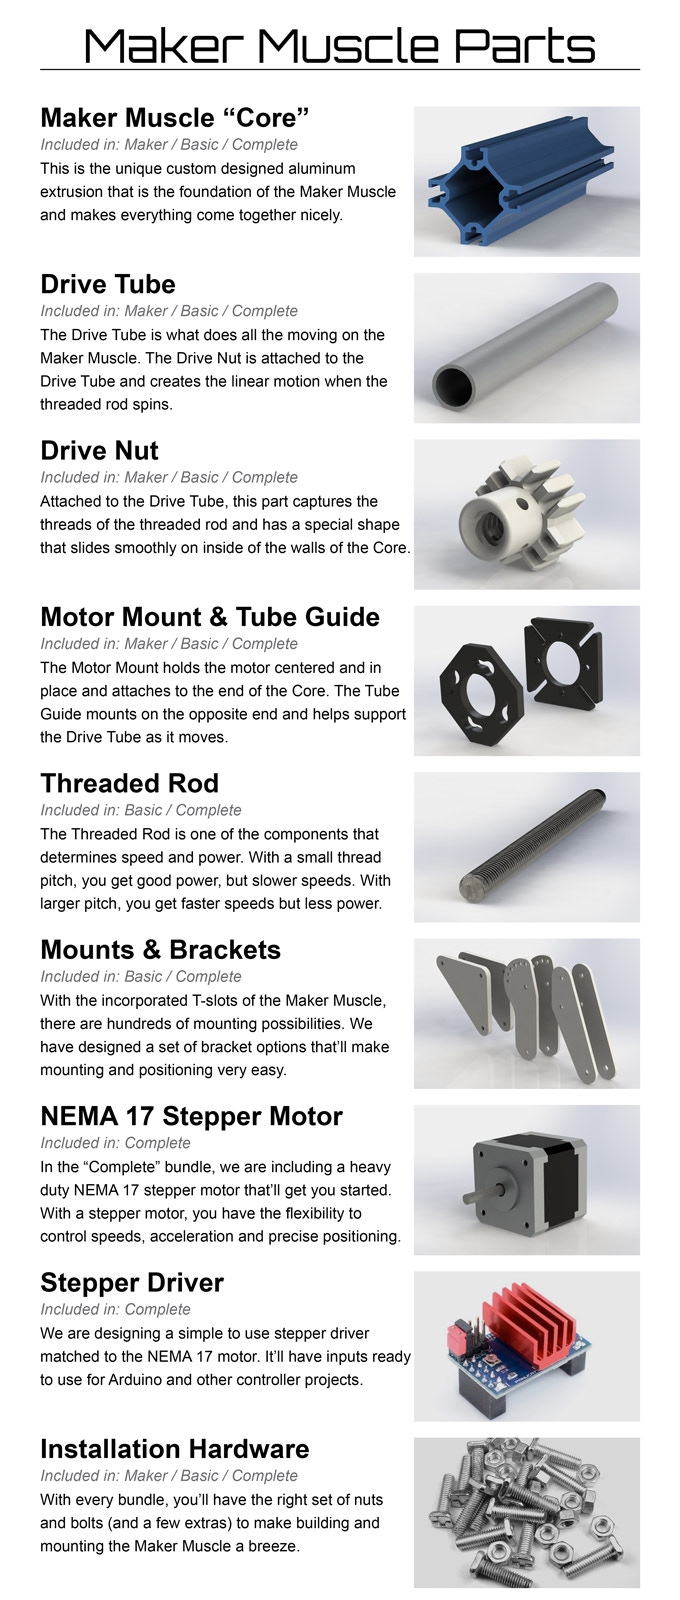 Maker Muscle Parts
Maker Muscle “Core”
Included in: Maker / Basic / Complete
This is the unique custom designed aluminum
extrusion that is the foundation of the Maker Muscle
and makes everything come together nicely.
Drive Tube
Included in: Maker / Basic / Complete
The Drive Tube is what does all the moving on the
Maker Muscle. The Drive Nut is attached to the
Drive Tube and creates the linear motion when the
threaded rod spins.
Drive Nut
Included in: Maker / Basic / Complete
Attached to the Drive Tube, this part captures the
threads of the threaded rod and has a special shape
that slides smoothly on inside of the walls of the Core.
Motor Mount & Tube Guide
Included in: Maker / Basic / Complete
The Motor Mount holds the motor centered and in
place and attaches to the end of the Core. The Tube
Guide mounts on the opposite end and helps support
the Drive Tube as it moves.
Threaded Rod
Included in: Basic / Complete
The Threaded Rod is one of the components that
determines speed and power. With a small thread
pitch, you get good power, but slower speeds. With
larger pitch, you get faster speeds but less power.
Mounts & Brackets
Included in: Basic / Complete
With the incorporated T-slots of the Maker Muscle,
there are hundreds of mounting possibilities. We
have designed a set of bracket options that’ll make
mounting and positioning very easy.
NEMA 17 Stepper Motor
Included in: Complete
In the “Complete” bundle, we are including a heavy
duty NEMA 17 stepper motor that’ll get you started.
With a stepper motor, you have the flexibility to
control speeds, acceleration and precise positioning.
Stepper Driver
Included in: Complete
We are designing a simple to use stepper driver
matched to the NEMA 17 motor. It’ll have inputs ready
to use for Arduino and other controller projects.
Installation Hardware
Included in: Maker / Basic / Complete
With every bundle, you’ll have the right set of nuts
and bolts (and a few extras) to make building and
mounting the Maker Muscle a breeze.